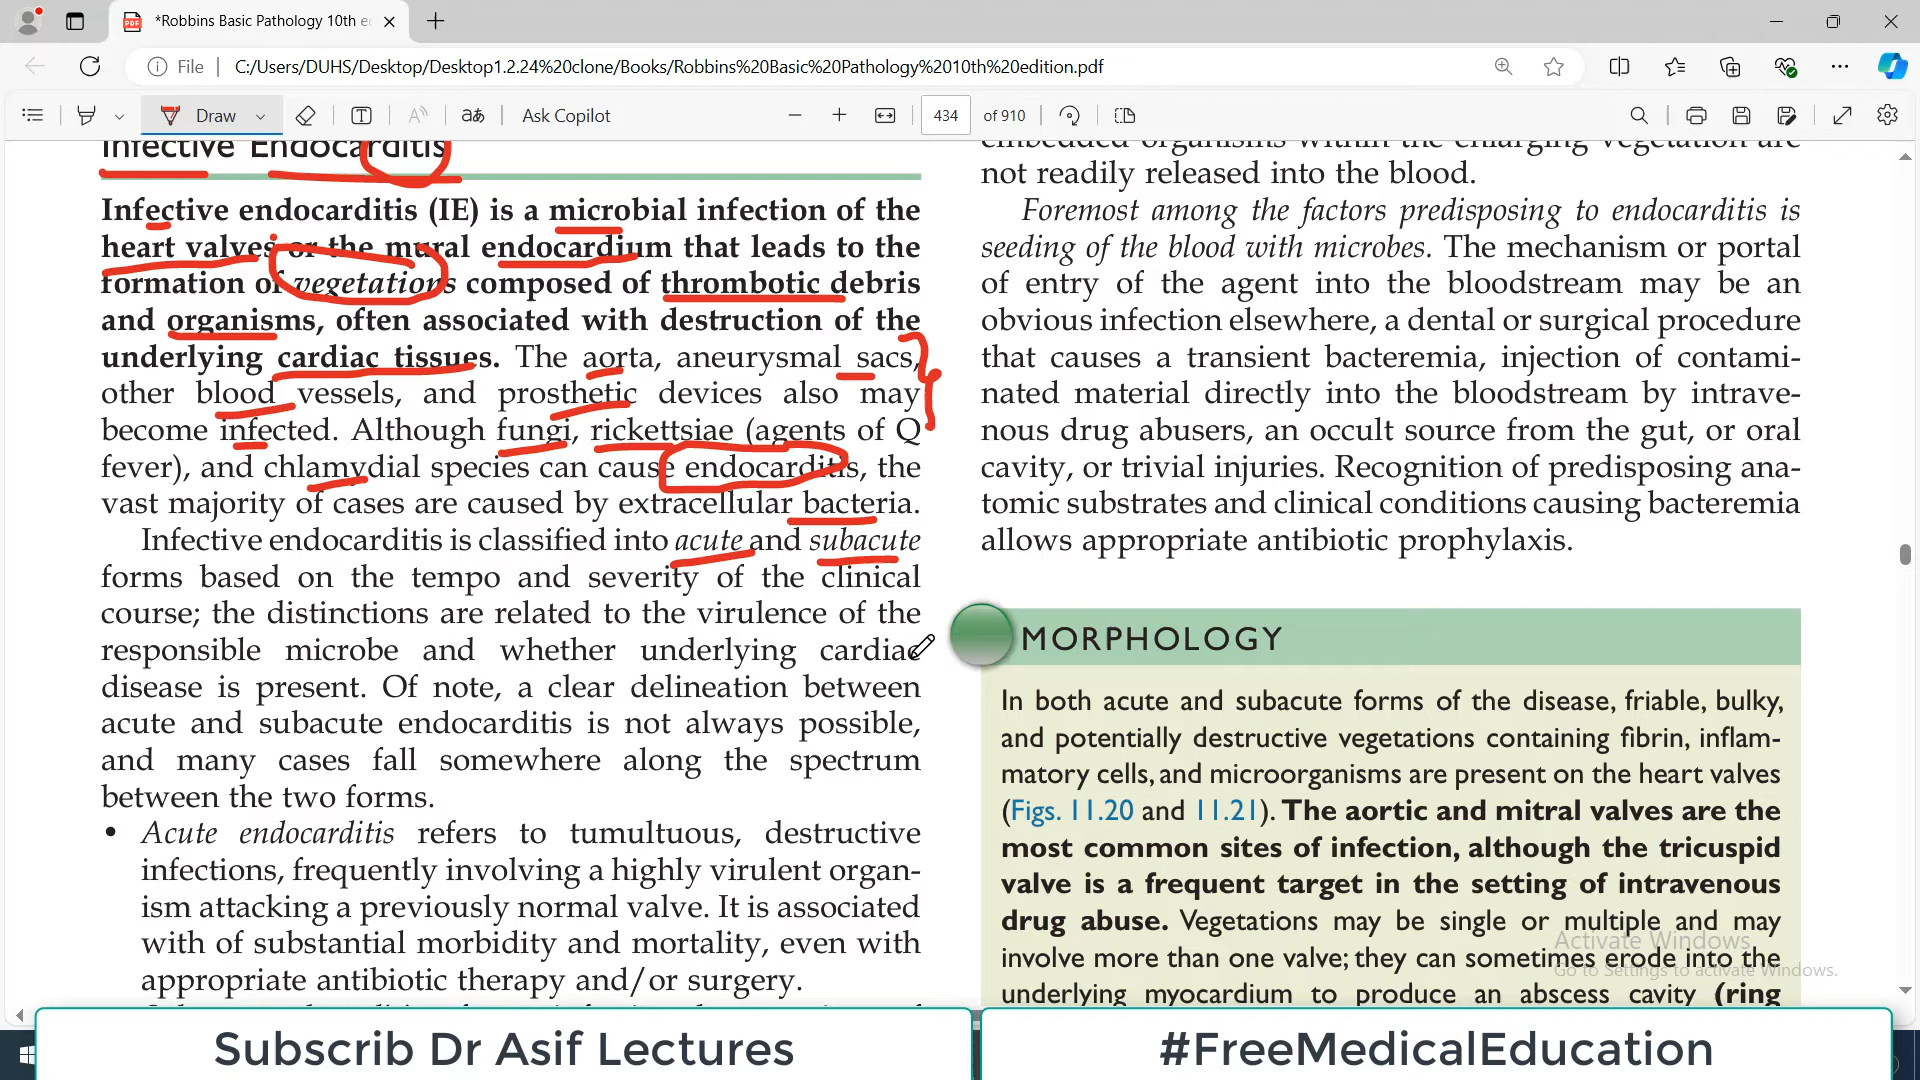 *Robbins Basic Pathology 10th e
File
C:/Users/DUHS/Desktop/Desktop1.2.24%20clone/Books/Robbins%20Basic%20Pathology%2010th%20edition.pdf
Draw
Ask Copilot
434 of 910
Infective Endocarditis
Infective endocarditis (IE) is a microbial infection of the
heart valves or the mural endocardium that leads to the
formation of vegetations composed of thrombotic debris
and organisms, often associated with destruction of the
underlying cardiac tissues. The aorta, aneurysmal sacs,
other blood vessels, and prosthetic devices also may
become infected. Although fungi, rickettsiae (agents of Q
fever), and chlamydial species can cause endocarditis, the
vast majority of cases are caused by extracellular bacteria.
Infective endocarditis is classified into acute and subacute
forms based on the tempo and severity of the clinical
course; the distinctions are related to the virulence of the
responsible microbe and whether underlying cardiac
disease is present. Of note, a clear delineation between
acute and subacute endocarditis is not always possible,
and many cases fall somewhere along the spectrum
between the two forms.
• Acute endocarditis refers to tumultuous, destructive
infections, frequently involving a highly virulent organ-
ism attacking a previously normal valve. It is associated
with of substantial morbidity and mortality, even with
appropriate antibiotic therapy and/or surgery.
embedded organisms within the enlarging vegetation are
not readily released into the blood.
Foremost among the factors predisposing to endocarditis is
seeding of the blood with microbes. The mechanism or portal
of entry of the agent into the bloodstream may be an
obvious infection elsewhere, a dental or surgical procedure
that causes a transient bacteremia, injection of contami-
nated material directly into the bloodstream by intrave-
nous drug abusers, an occult source from the gut, or oral
cavity, or trivial injuries. Recognition of predisposing ana-
tomic substrates and clinical conditions causing bacteremia
allows appropriate antibiotic prophylaxis.
MORPHOLOGY
In both acute and subacute forms of the disease, friable, bulky,
and potentially destructive vegetations containing fibrin, inflam-
matory cells, and microorganisms are present on the heart valves
(Figs. 11.20 and 11.21). The aortic and mitral valves are the
most common sites of infection, although the tricuspid
valve is a frequent target in the setting of intravenous
drug abuse. Vegetations may be single or multiple and may
involve more than one valve; they can sometimes erode into the
underlying myocardium to produce an abscess cavity (ring
Activate Windows
Go to Settings to activate Windows.
Subscrib Dr Asif Lectures
#FreeMedicalEducation